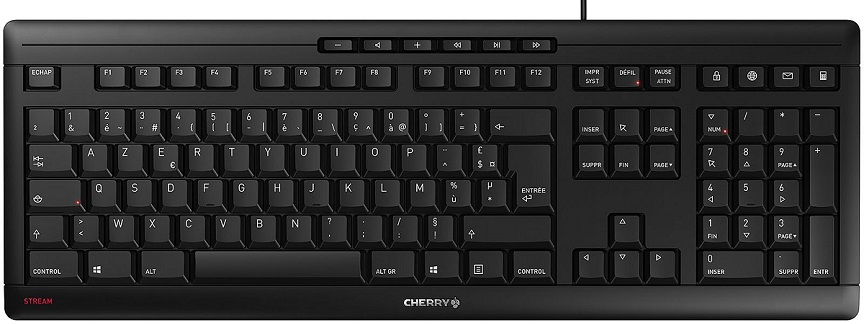 ECHAP F1 F2 F3 F4 F5 F6 F7 F8 F9 F10 F11 F12 IMPR SYST DÉFIL PAUSE ATTN
² 1 & 2 é ~ 3 " # 4 ' { 5 ( [ 6 - | 7 è ` 8 _ \ 9 ç ^ 0 à @ ° ) ] + = } INSER PAGE NUM / * -
A Z E € R T Y U I O P ¨ ^ £ $ ¤ SUPPR FIN PAGE 7 8 9 PAGE +
Q S D F G H J K L M % ù µ * ENTRÉE 4 5 6
> < W X C V B N ? , . ; / : § ! 1 FIN 2 3 PAGE
CONTROL ALT ALT GR CONTROL 0 INSER . SUPPR ENTR
STREAM CHERRY